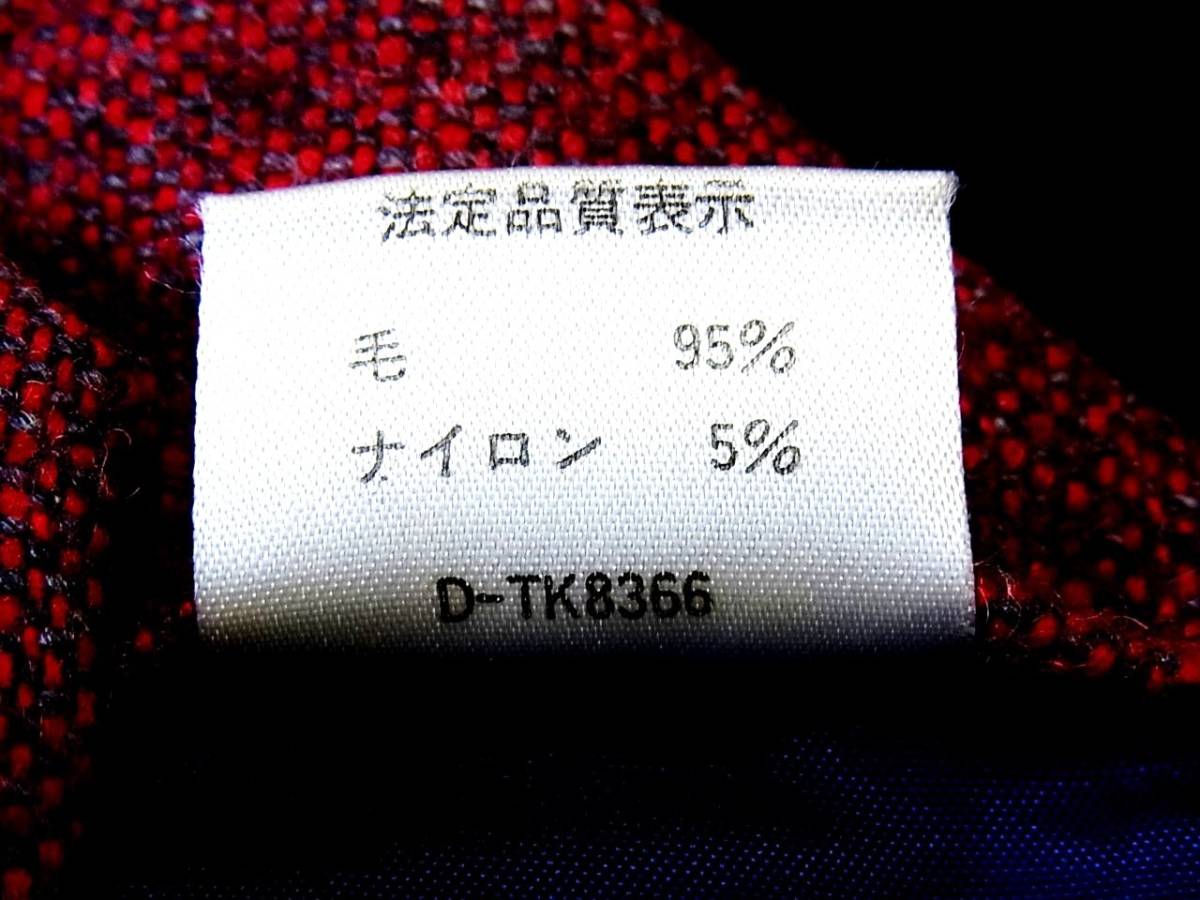 法定品質表示
毛 95%
ナイロン 5%
D-TK8366